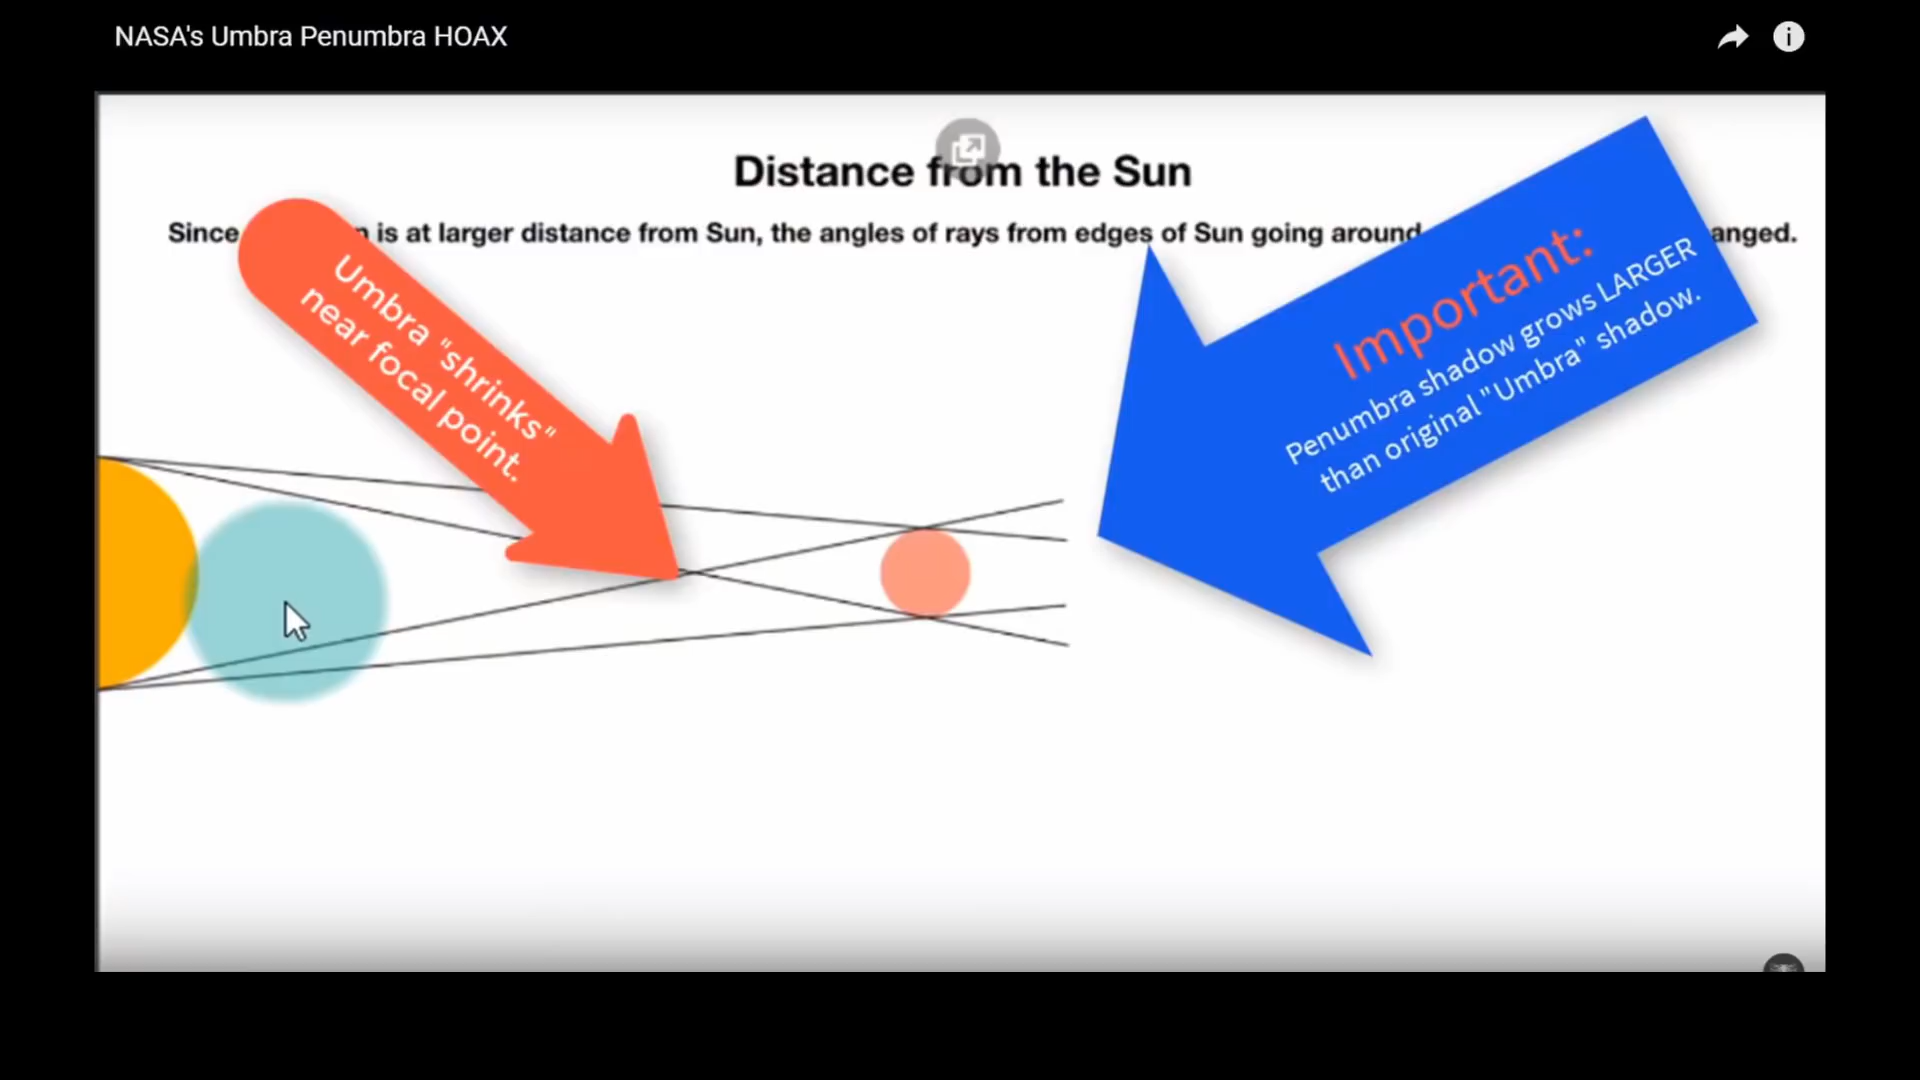 NASA's Umbra Penumbra HOAX
Distance from the Sun
Since is at larger distance from Sun, the angles of rays from edges of Sun going around
Umbra "shrinks"
near focal point.
Important:
Penumbra shadow grows LARGER
than original "Umbra" shadow.